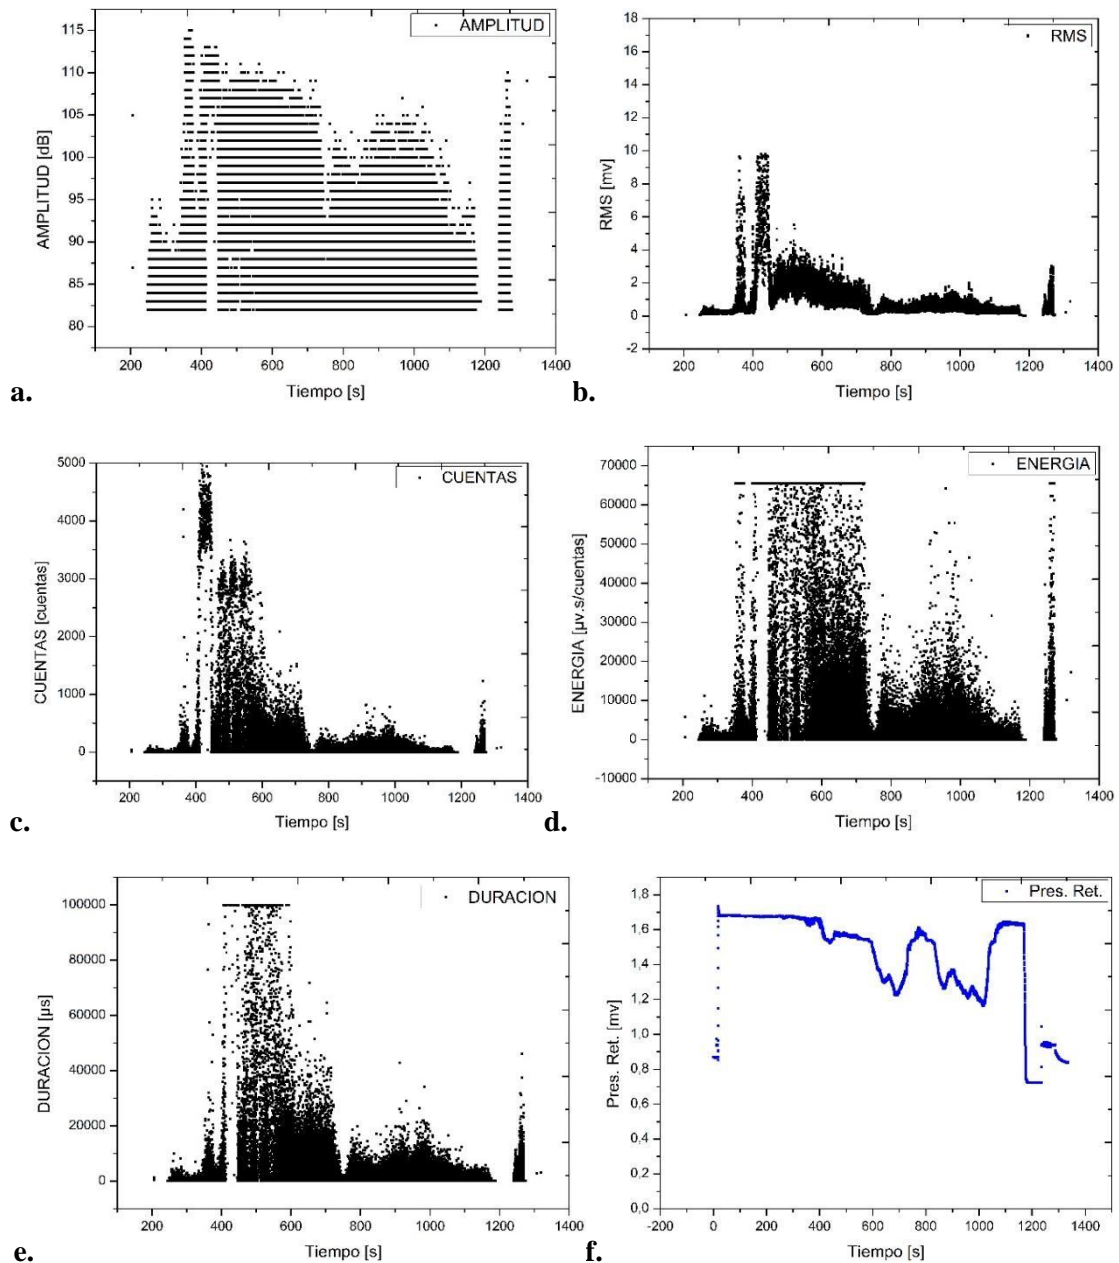 AMPLITUD
115
110
105
100
95
90
85
80
AMPLITUD [dB]
200 400 600 800 1000 1200 1400
Tiempo [s]
a.
RMS
18
16
14
12
10
8
6
4
2
0
-2
RMS [mv]
200 400 600 800 1000 1200 1400
Tiempo [s]
b.
CUENTAS
5000
4000
3000
2000
1000
0
CUENTAS [cuentas]
200 400 600 800 1000 1200 1400
Tiempo [s]
c.
ENERGIA
70000
60000
50000
40000
30000
20000
10000
0
-10000
ENERGIA [µv.s/cuentas]
200 400 600 800 1000 1200 1400
Tiempo [s]
d.
DURACION
100000
80000
60000
40000
20000
0
DURACION [µs]
200 400 600 800 1000 1200 1400
Tiempo [s]
e.
Pres. Ret.
1,8
1,6
1,4
1,2
1,0
0,8
0,6
0,4
0,2
0,0
Pres. Ret. [mv]
-200 0 200 400 600 800 1000 1200 1400
Tiempo [s]
f.